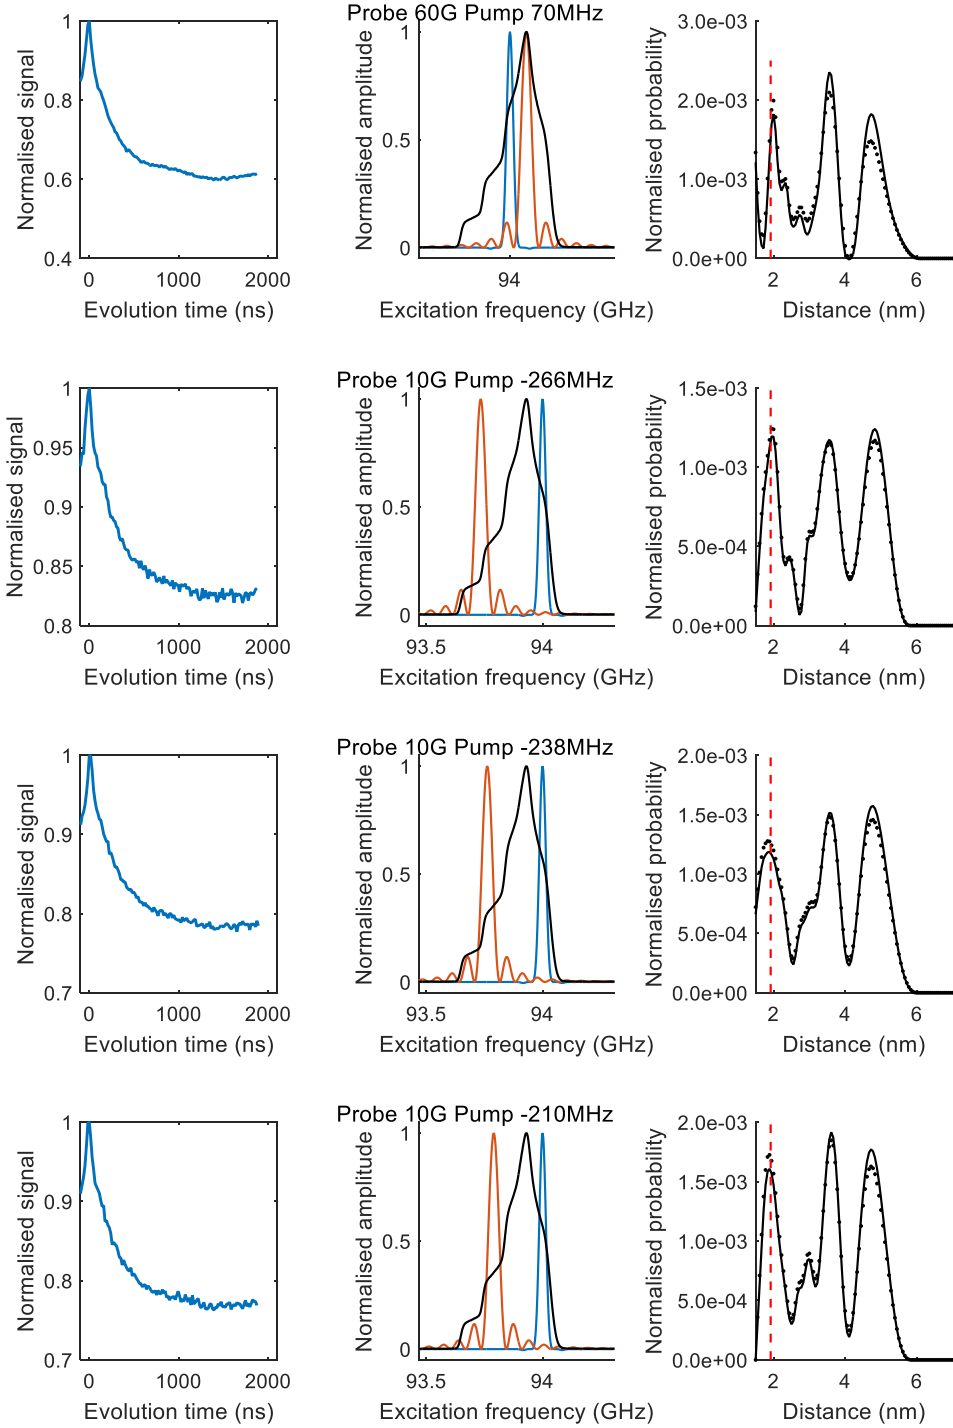 Probe 60G Pump 70MHz
Normalised signal
1
0.8
0.6
0.4
0
1000
2000
Evolution time (ns)
Normalised amplitude
1
0.5
0
94
Excitation frequency (GHz)
Normalised probability
3.0e-03
2.0e-03
1.0e-03
0.0e+00
2
4
6
Distance (nm)
Probe 10G Pump -266MHz
Normalised signal
1
0.95
0.9
0.85
0.8
0
1000
2000
Evolution time (ns)
Normalised amplitude
1
0.5
0
93.5
94
Excitation frequency (GHz)
Normalised probability
1.5e-03
1.0e-03
5.0e-04
0.0e+00
2
4
6
Distance (nm)
Probe 10G Pump -238MHz
Normalised signal
1
0.9
0.8
0.7
0
1000
2000
Evolution time (ns)
Normalised amplitude
1
0.5
0
93.5
94
Excitation frequency (GHz)
Normalised probability
2.0e-03
1.5e-03
1.0e-03
5.0e-04
0.0e+00
2
4
6
Distance (nm)
Probe 10G Pump -210MHz
Normalised signal
1
0.9
0.8
0.7
0
1000
2000
Evolution time (ns)
Normalised amplitude
1
0.5
0
93.5
94
Excitation frequency (GHz)
Normalised probability
2.0e-03
1.5e-03
1.0e-03
5.0e-04
0.0e+00
2
4
6
Distance (nm)